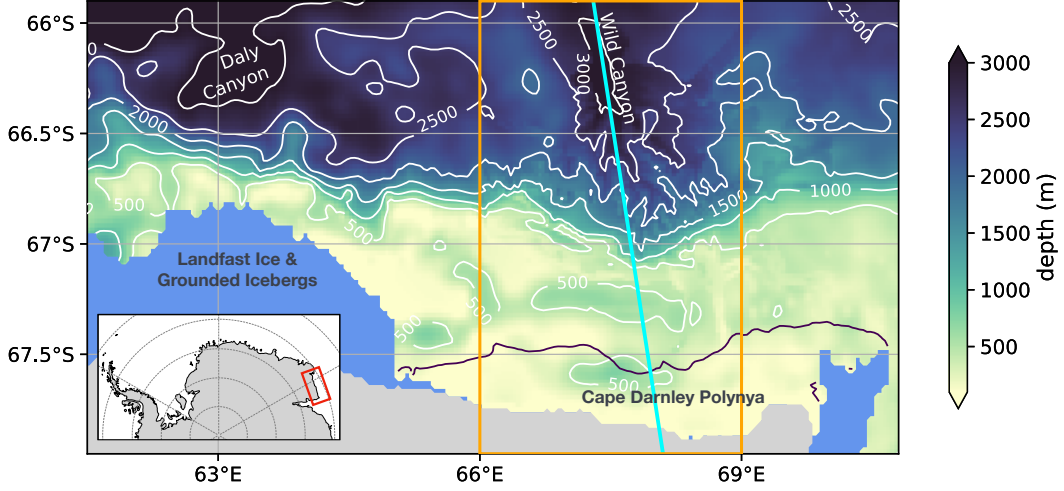 66°S
66.5°S
67°S
67.5°S
63°E
66°E
69°E
Daly
Canyon
Wild Canyon
0
2000
2500
2500
3000
2500
1500
1000
500
500
500
500
500
500
0
Landfast Ice &
Grounded Icebergs
Cape Darnley Polynya
3000
2500
2000
1500
1000
500
depth (m)